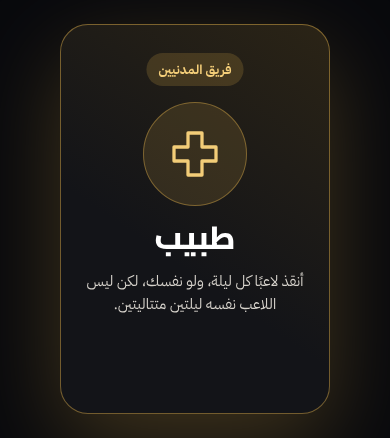 فريق المدنيين
طبيب
أنقذ لاعبًا كل ليلة، ولو نفسك، لكن ليس
اللاعب نفسه ليلتين متتاليتين.